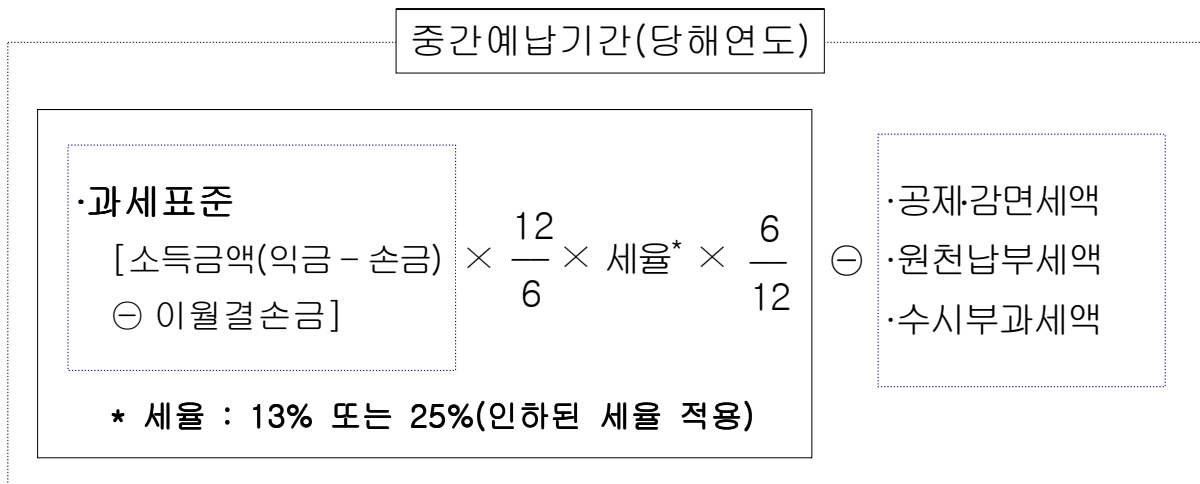 중간예납기간(당해연도)
·과세표준
[소득금액(익금 – 손금)
⊖ 이월결손금]
× 12/6 × 세율* × 6/12 ⊖
·공제·감면세액
·원천납부세액
·수시부과세액
* 세율 : 13% 또는 25%(인하된 세율 적용)